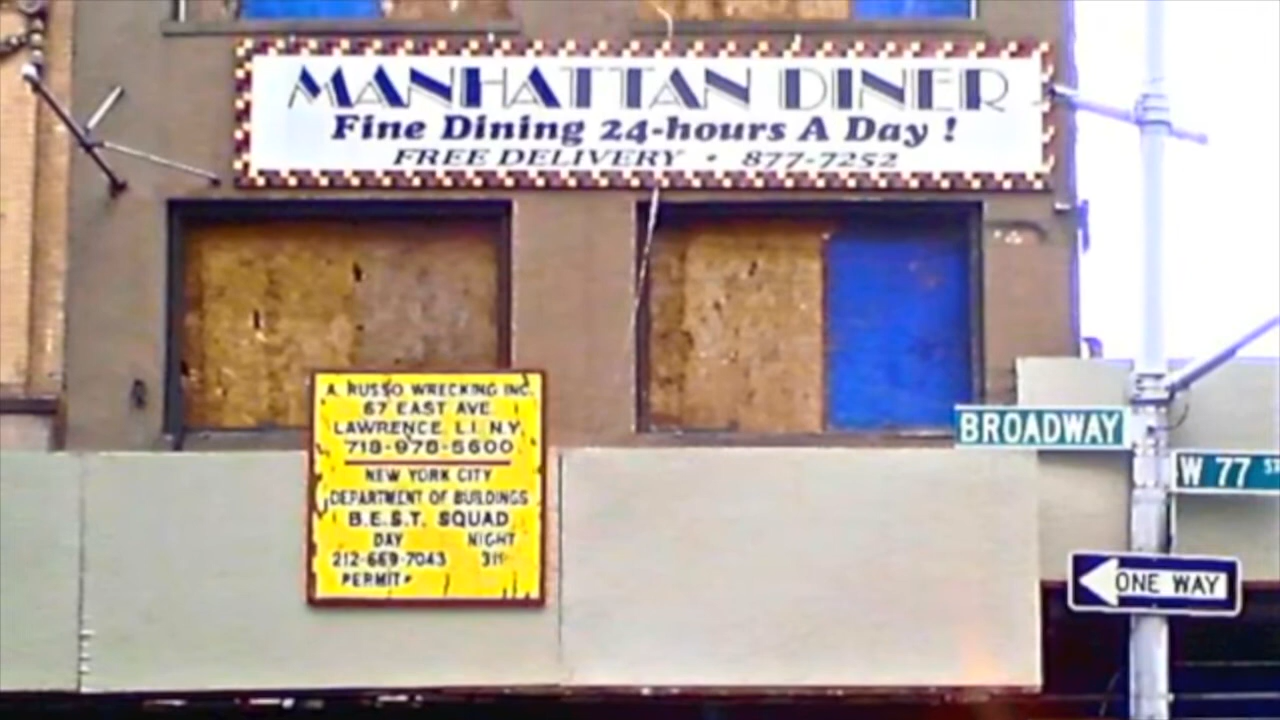 MANHATTAN DINER
Fine Dining 24-hours A Day !
FREE DELIVERY • 877-7252
A. RUSSO WRECKING INC.
67 EAST AVE.
LAWRENCE, L.I. N.Y.
718-978-5600
NEW YORK CITY
DEPARTMENT OF BUILDINGS
B.E.S.T. SQUAD
DAY NIGHT
212-669-7043 311
PERMIT#
BROADWAY
W 77 ST
ONE WAY